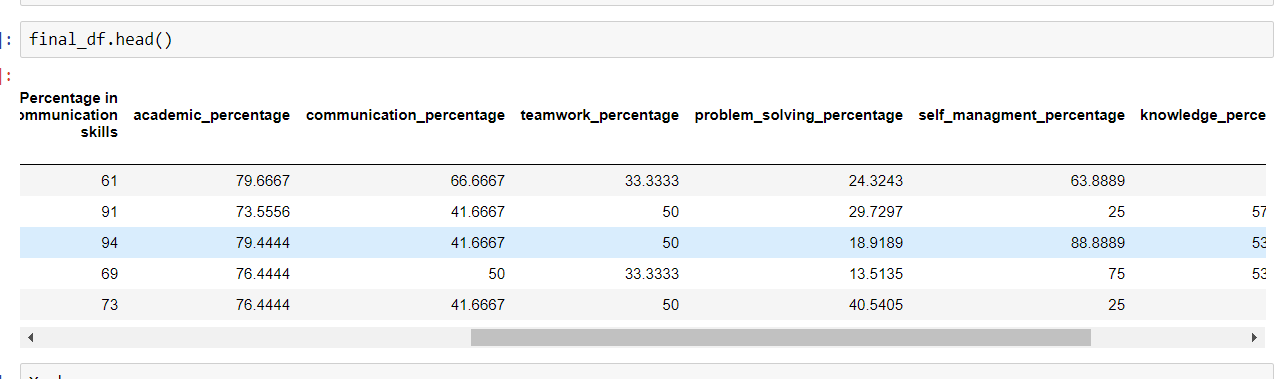 ]:
final_df.head()
]:
Percentage in
ommunication
skills academic_percentage communication_percentage teamwork_percentage problem_solving_percentage self_managment_percentage knowledge_perce
61 79.6667 66.6667 33.3333 24.3243 63.8889
91 73.5556 41.6667 50 29.7297 25 57
94 79.4444 41.6667 50 18.9189 88.8889 53
69 76.4444 50 33.3333 13.5135 75 53
73 76.4444 41.6667 50 40.5405 25